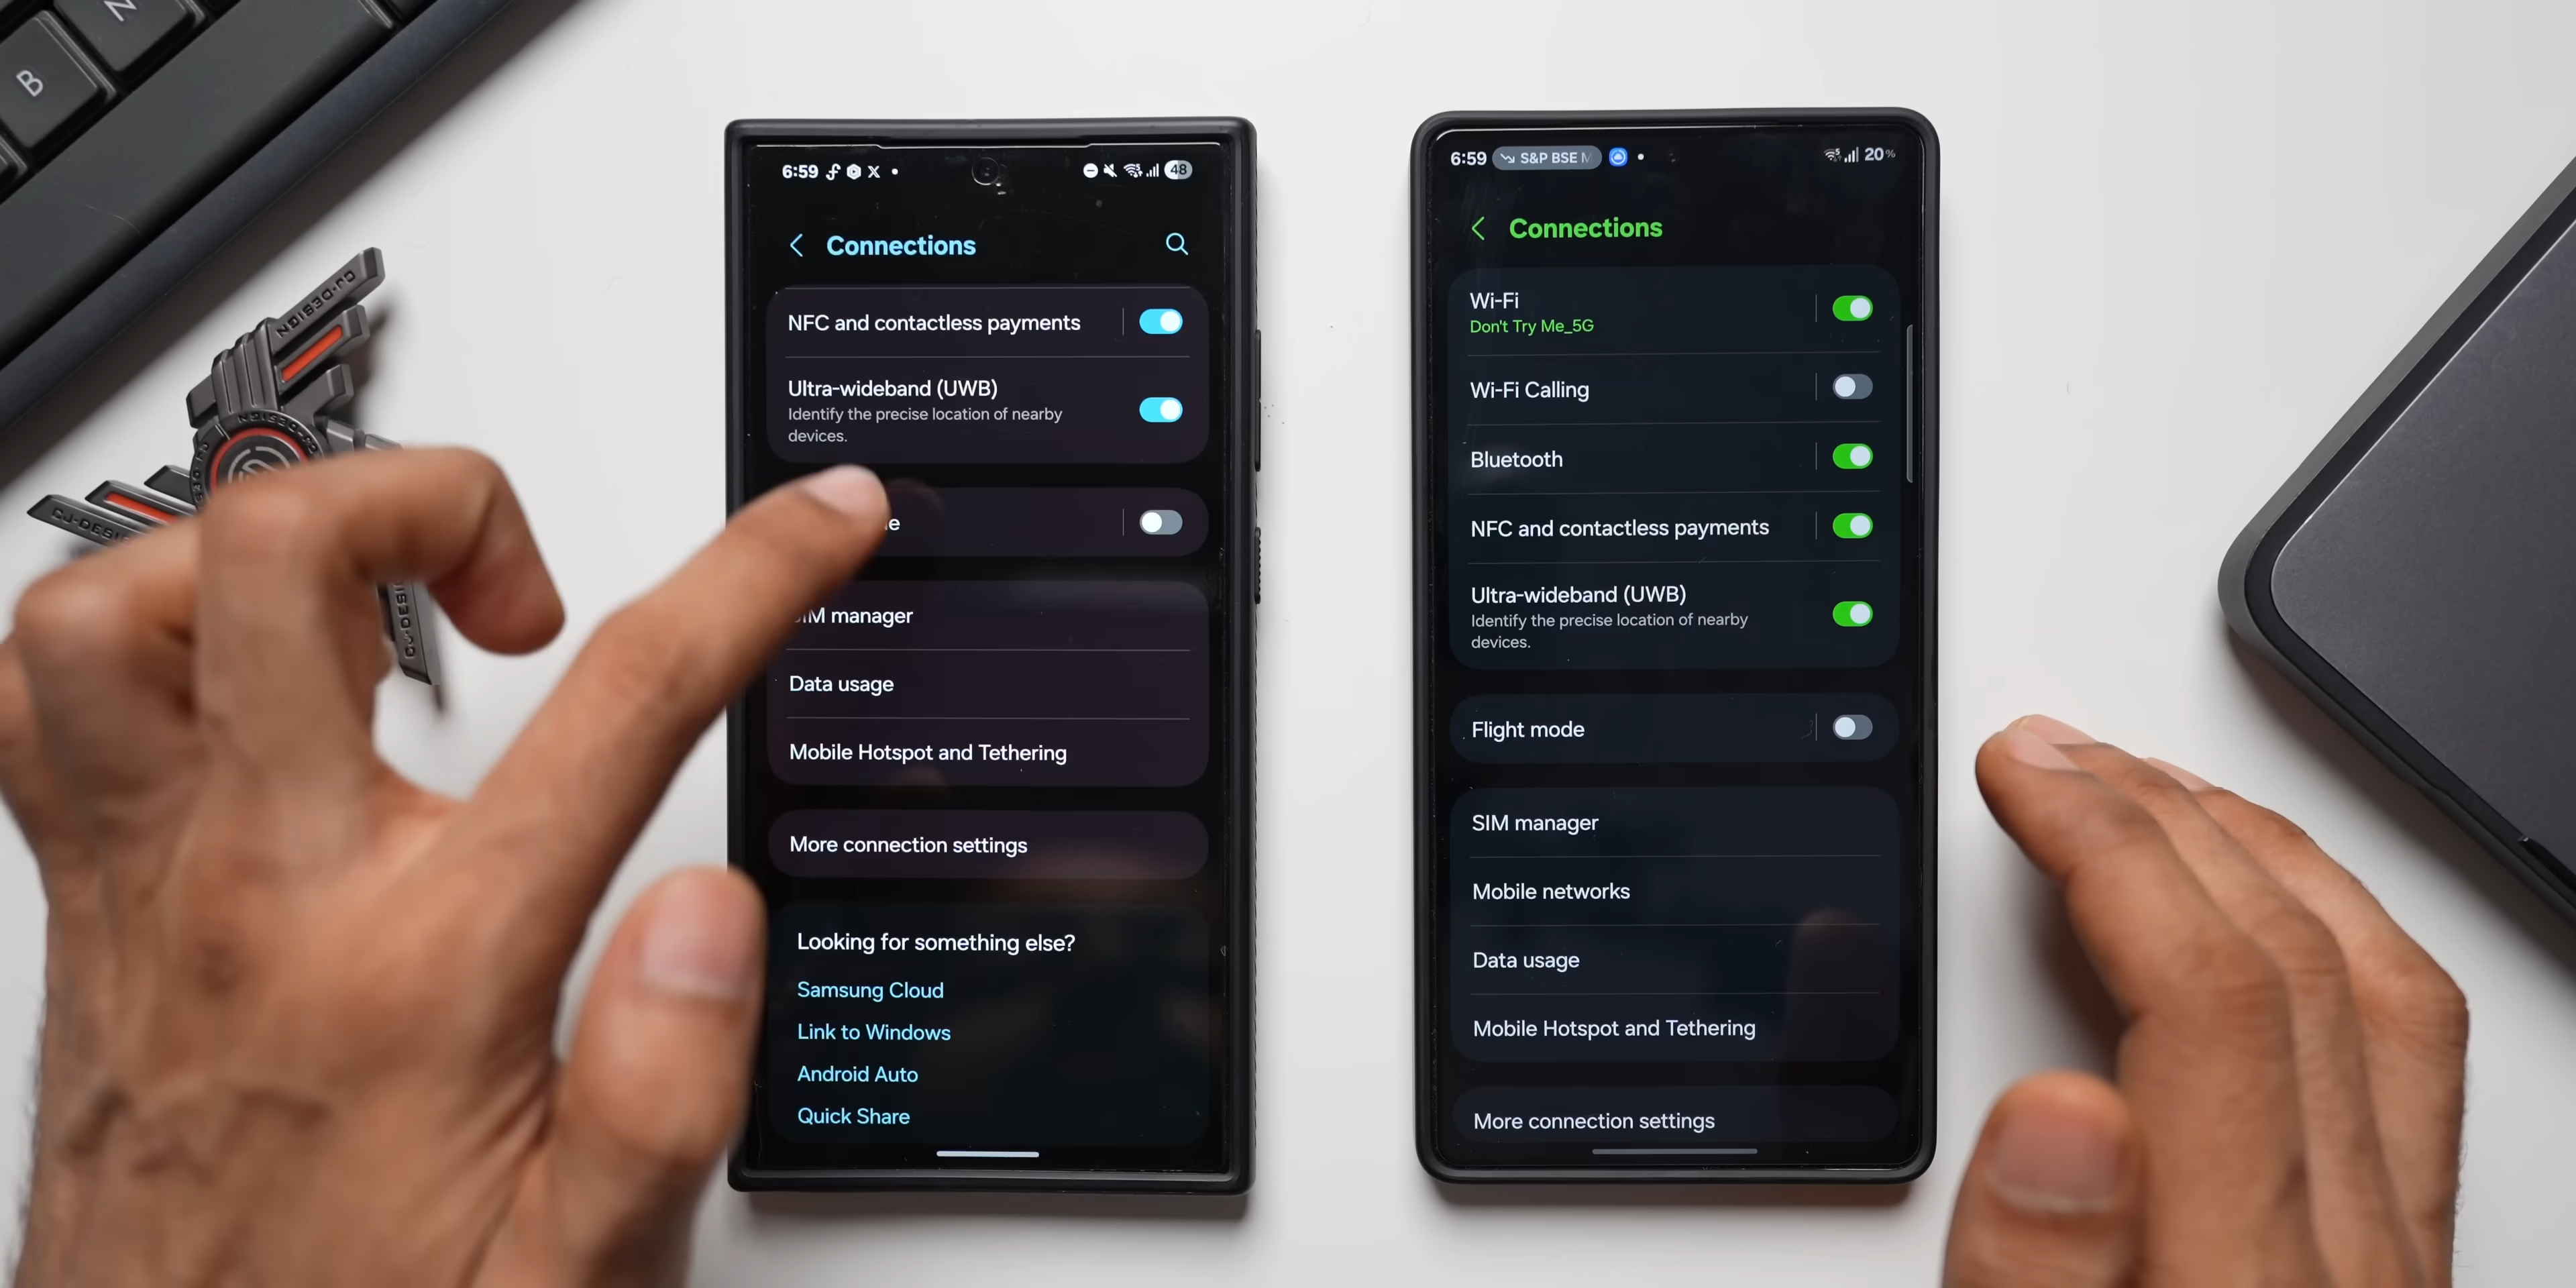 B
N
CJ-DESIGN
6:59
48
Connections
NFC and contactless payments
Ultra-wideband (UWB)
Identify the precise location of nearby
devices.
SIM manager
Data usage
Mobile Hotspot and Tethering
More connection settings
Looking for something else?
Samsung Cloud
Link to Windows
Android Auto
Quick Share
6:59 S&P BSE 20%
Connections
Wi-Fi
Don't Try Me_5G
Wi-Fi Calling
Bluetooth
NFC and contactless payments
Ultra-wideband (UWB)
Identify the precise location of nearby
devices.
Flight mode
SIM manager
Mobile networks
Data usage
Mobile Hotspot and Tethering
More connection settings